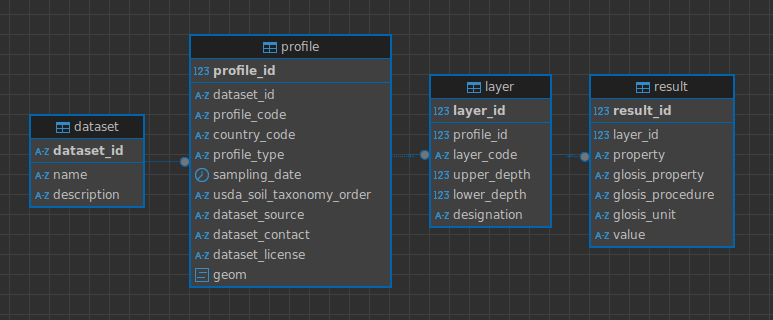 dataset
A-Z dataset_id
A-Z name
A-Z description
profile
123 profile_id
A-Z dataset_id
A-Z profile_code
A-Z country_code
A-Z profile_type
sampling_date
A-Z usda_soil_taxonomy_order
A-Z dataset_source
A-Z dataset_contact
A-Z dataset_license
geom
layer
123 layer_id
123 profile_id
A-Z layer_code
123 upper_depth
123 lower_depth
A-Z designation
result
123 result_id
123 layer_id
A-Z property
A-Z glosis_property
A-Z glosis_procedure
A-Z glosis_unit
A-Z value